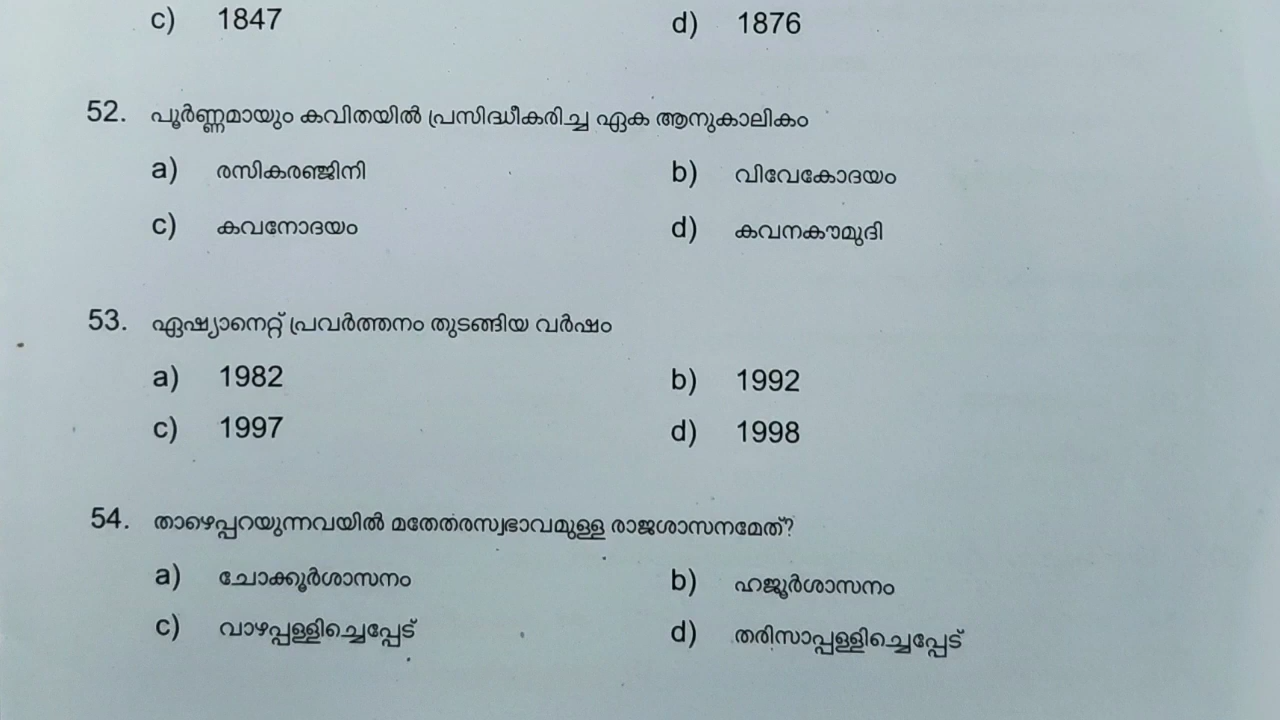 c) 1847 d) 1876
52. പൂർണ്ണമായും കവിതയിൽ പ്രസിദ്ധീകരിച്ച ഏക ആനുകാലികം
a) രസികരഞ്ജിനി b) വിവേകോദയം
c) കവനോദയം d) കവനകൗമുദി
53. ഏഷ്യാനെറ്റ് പ്രവർത്തനം തുടങ്ങിയ വർഷം
a) 1982 b) 1992
c) 1997 d) 1998
54. താഴെപ്പറയുന്നവയിൽ മതേതരസ്വഭാവമുള്ള രാജശാസനമേത്?
a) ചോക്കൂർശാസനം b) ഹജൂർശാസനം
c) വാഴപ്പള്ളിച്ചെപ്പേട് d) തരിസാപ്പള്ളിച്ചെപ്പേട്